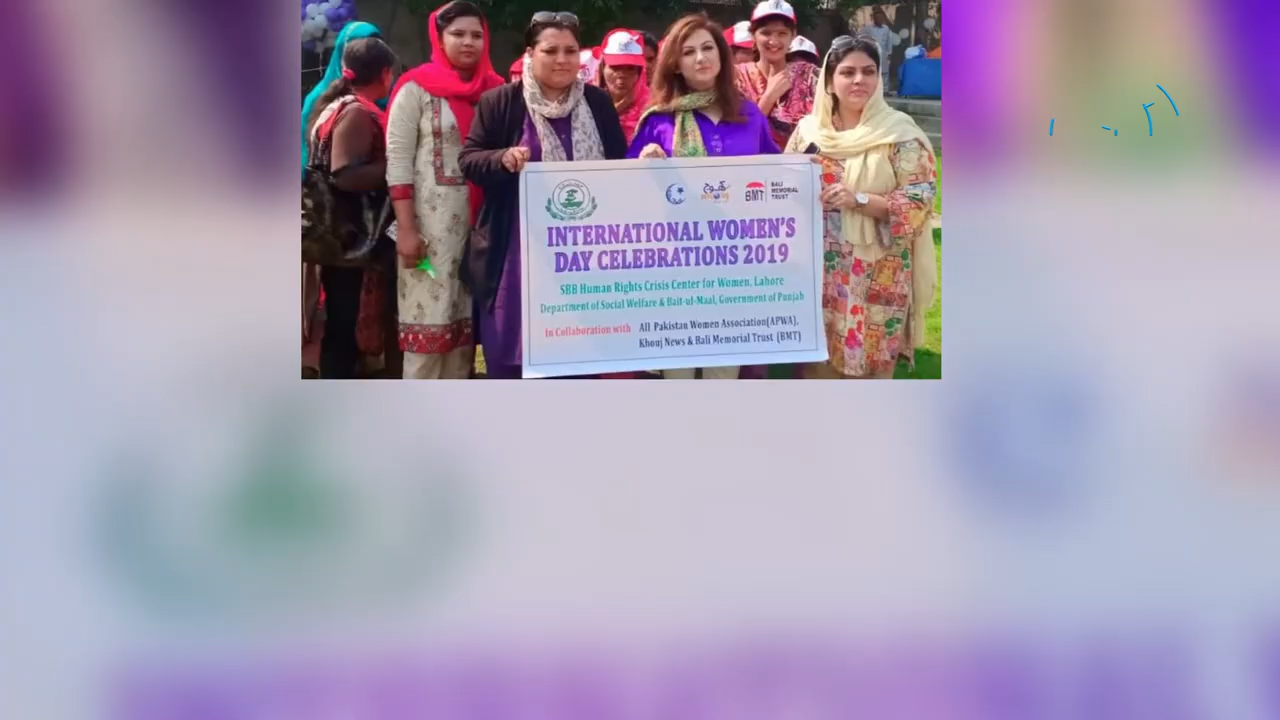 کھوج
BMT
BALI
MEMORIAL
TRUST
INTERNATIONAL WOMEN'S
DAY CELEBRATIONS 2019
SBB Human Rights Crisis Center for Women, Lahore
Department of Social Welfare & Bait-ul-Maal, Government of Punjab
In Collaboration with All Pakistan Women Association(APWA),
Khouj News & Bali Memorial Trust (BMT)